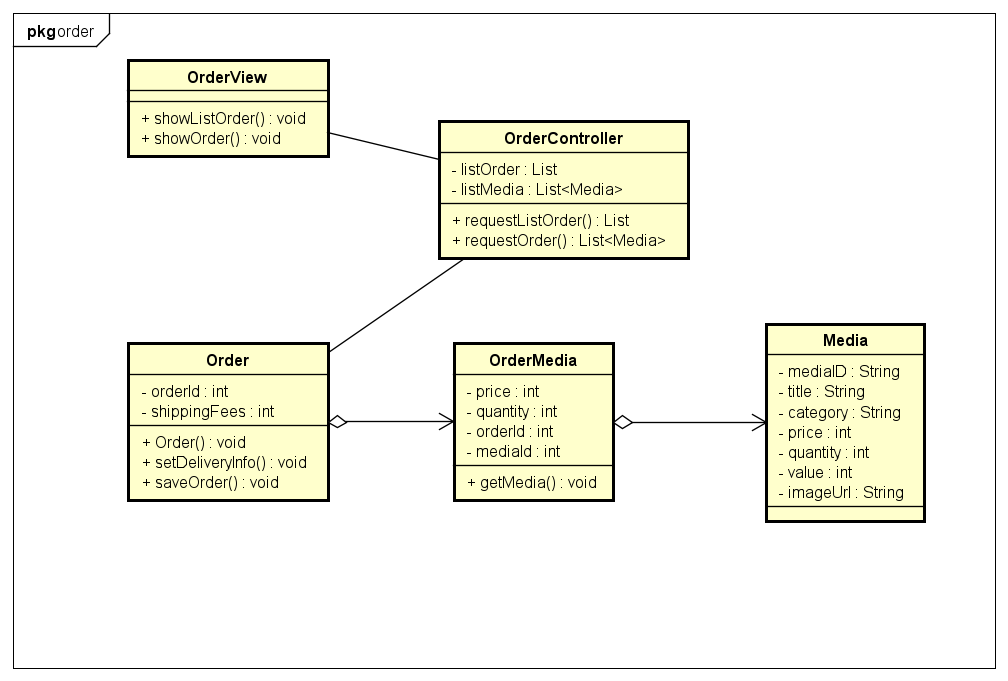 pkg order
OrderView
+ showListOrder() : void
+ showOrder() : void
OrderController
- listOrder : List
- listMedia : List<Media>
+ requestListOrder() : List
+ requestOrder() : List<Media>
Order
- orderId : int
- shippingFees : int
+ Order() : void
+ setDeliveryInfo() : void
+ saveOrder() : void
OrderMedia
- price : int
- quantity : int
- orderId : int
- mediaId : int
+ getMedia() : void
Media
- mediaID : String
- title : String
- category : String
- price : int
- quantity : int
- value : int
- imageUrl : String